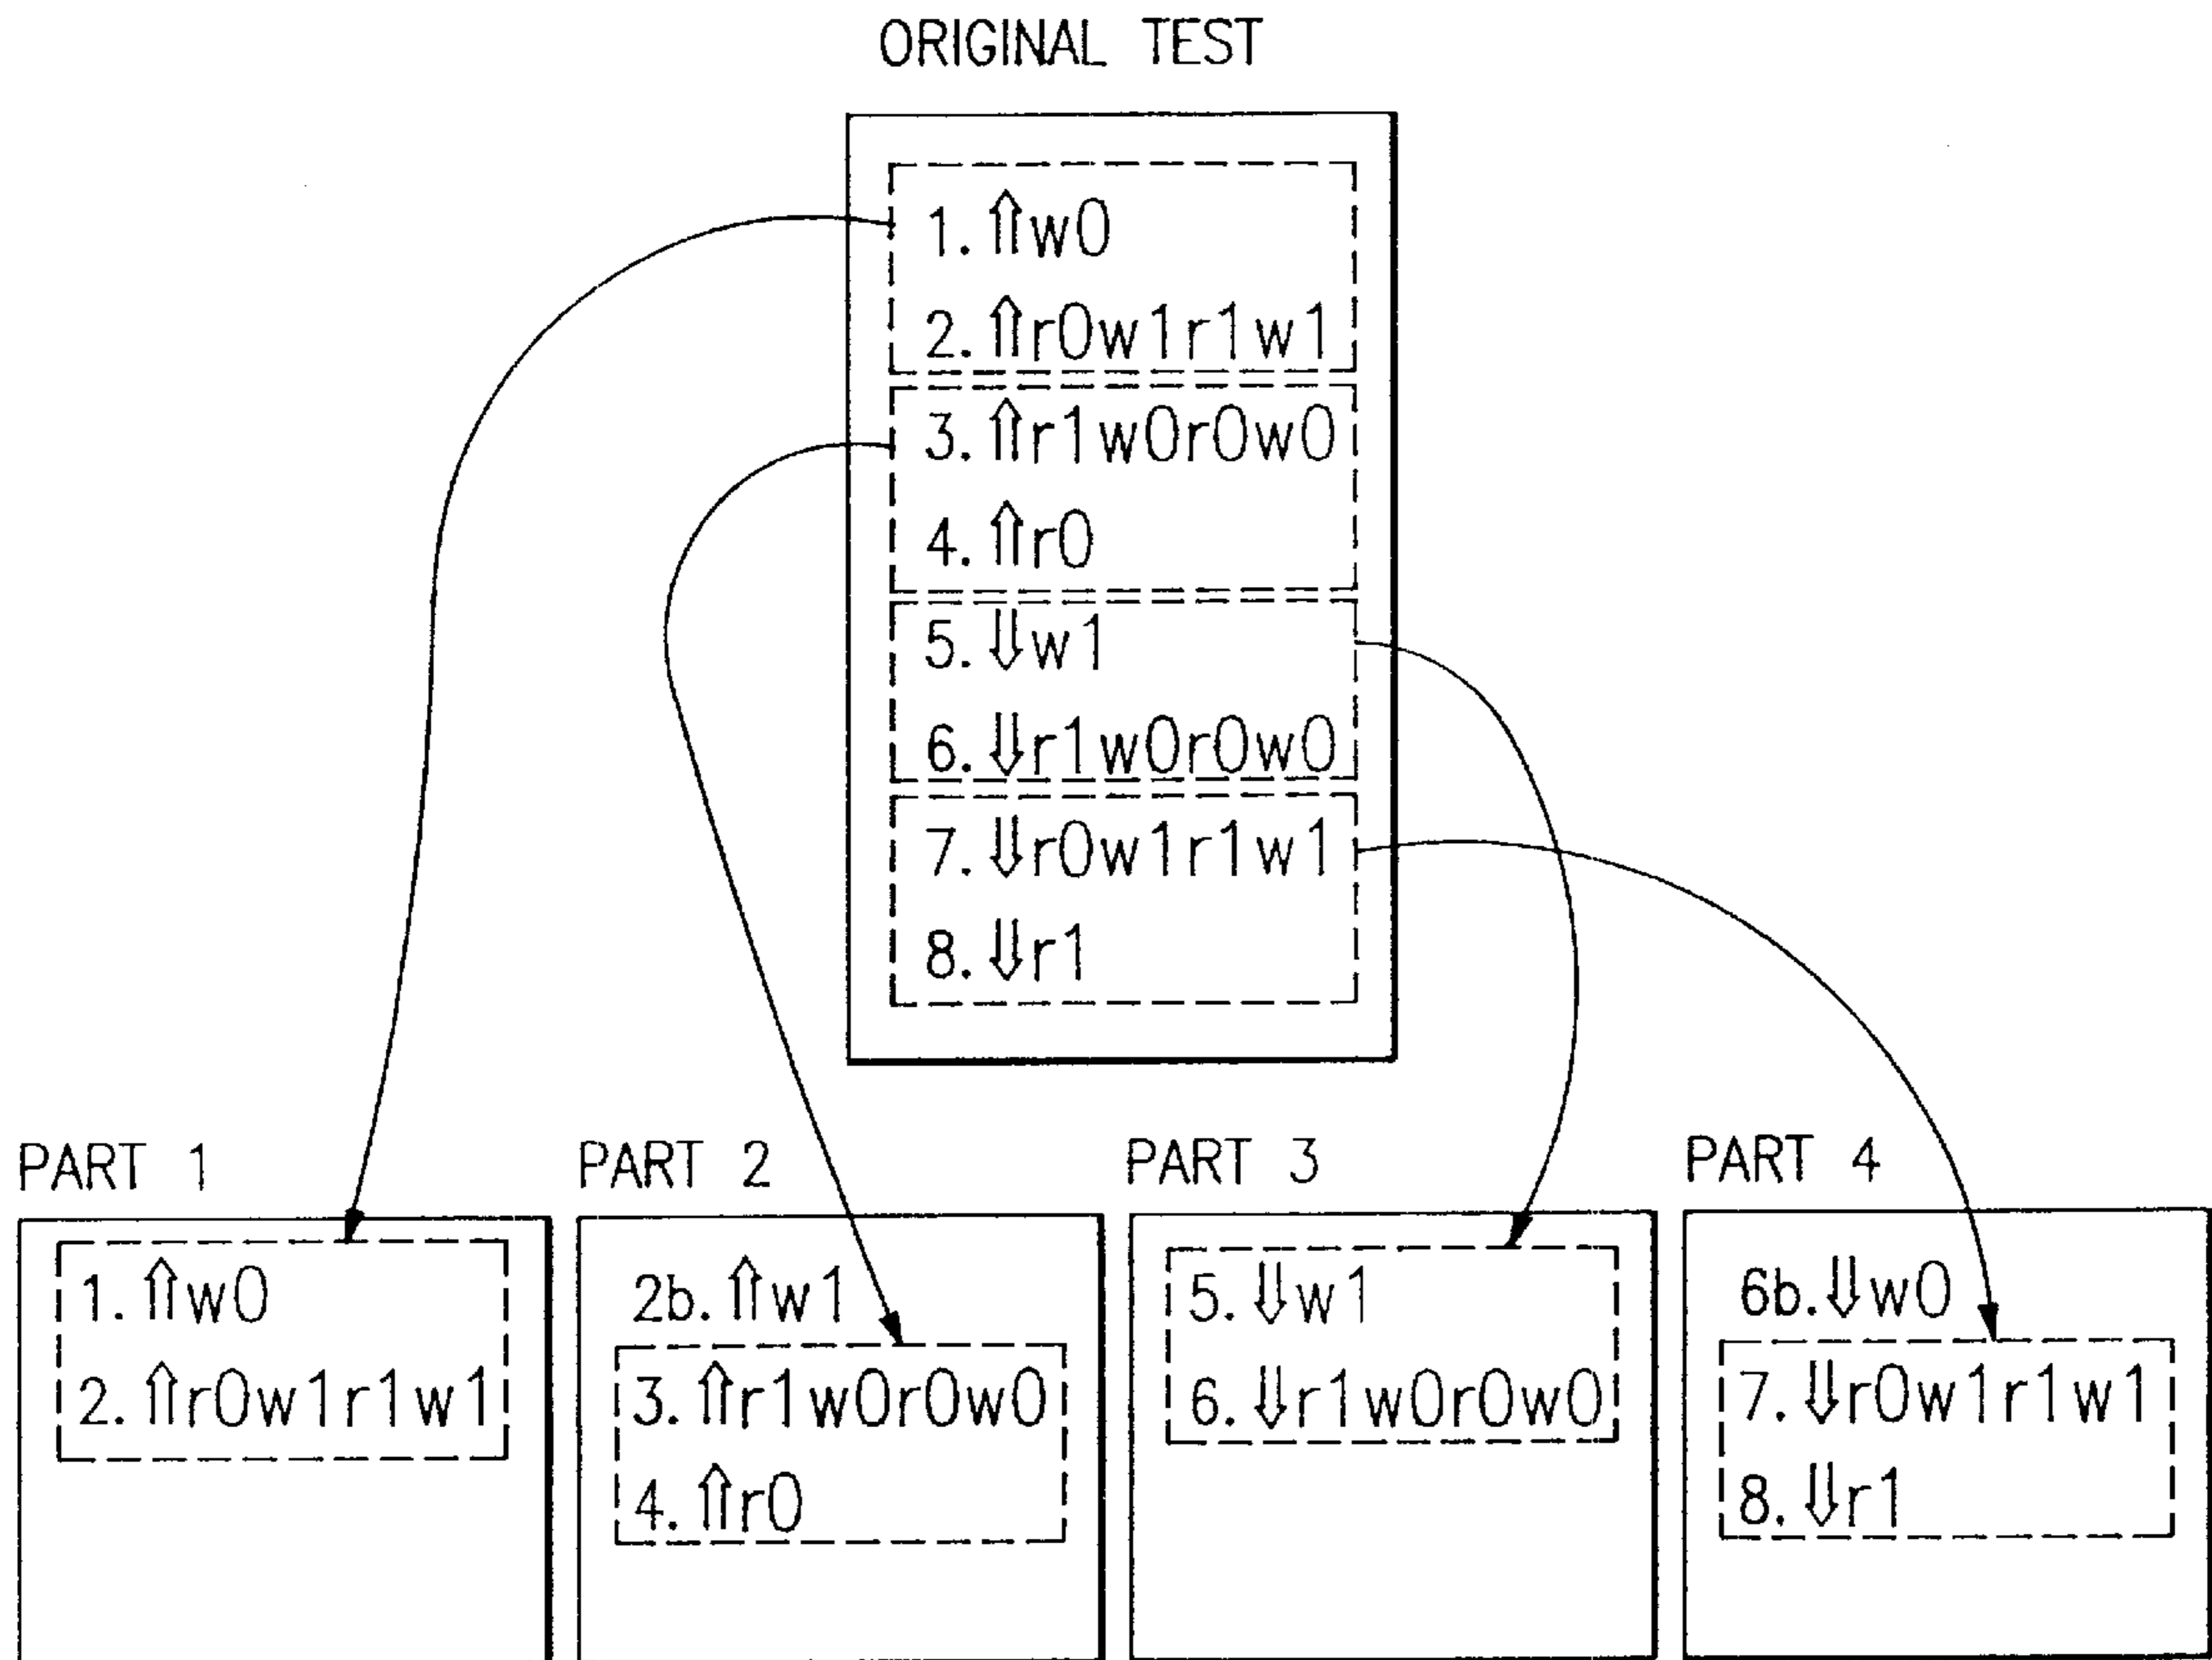 ORIGINAL TEST
1. ⇑w0
2. ⇑r0w1r1w1
3. ⇑r1w0r0w0
4. ⇑r0
5. ⇓w1
6. ⇓r1w0r0w0
7. ⇓r0w1r1w1
8. ⇓r1
PART 1
1. ⇑w0
2. ⇑r0w1r1w1
PART 2
2b. ⇑w1
3. ⇑r1w0r0w0
4. ⇑r0
PART 3
5. ⇓w1
6. ⇓r1w0r0w0
PART 4
6b. ⇓w0
7. ⇓r0w1r1w1
8. ⇓r1